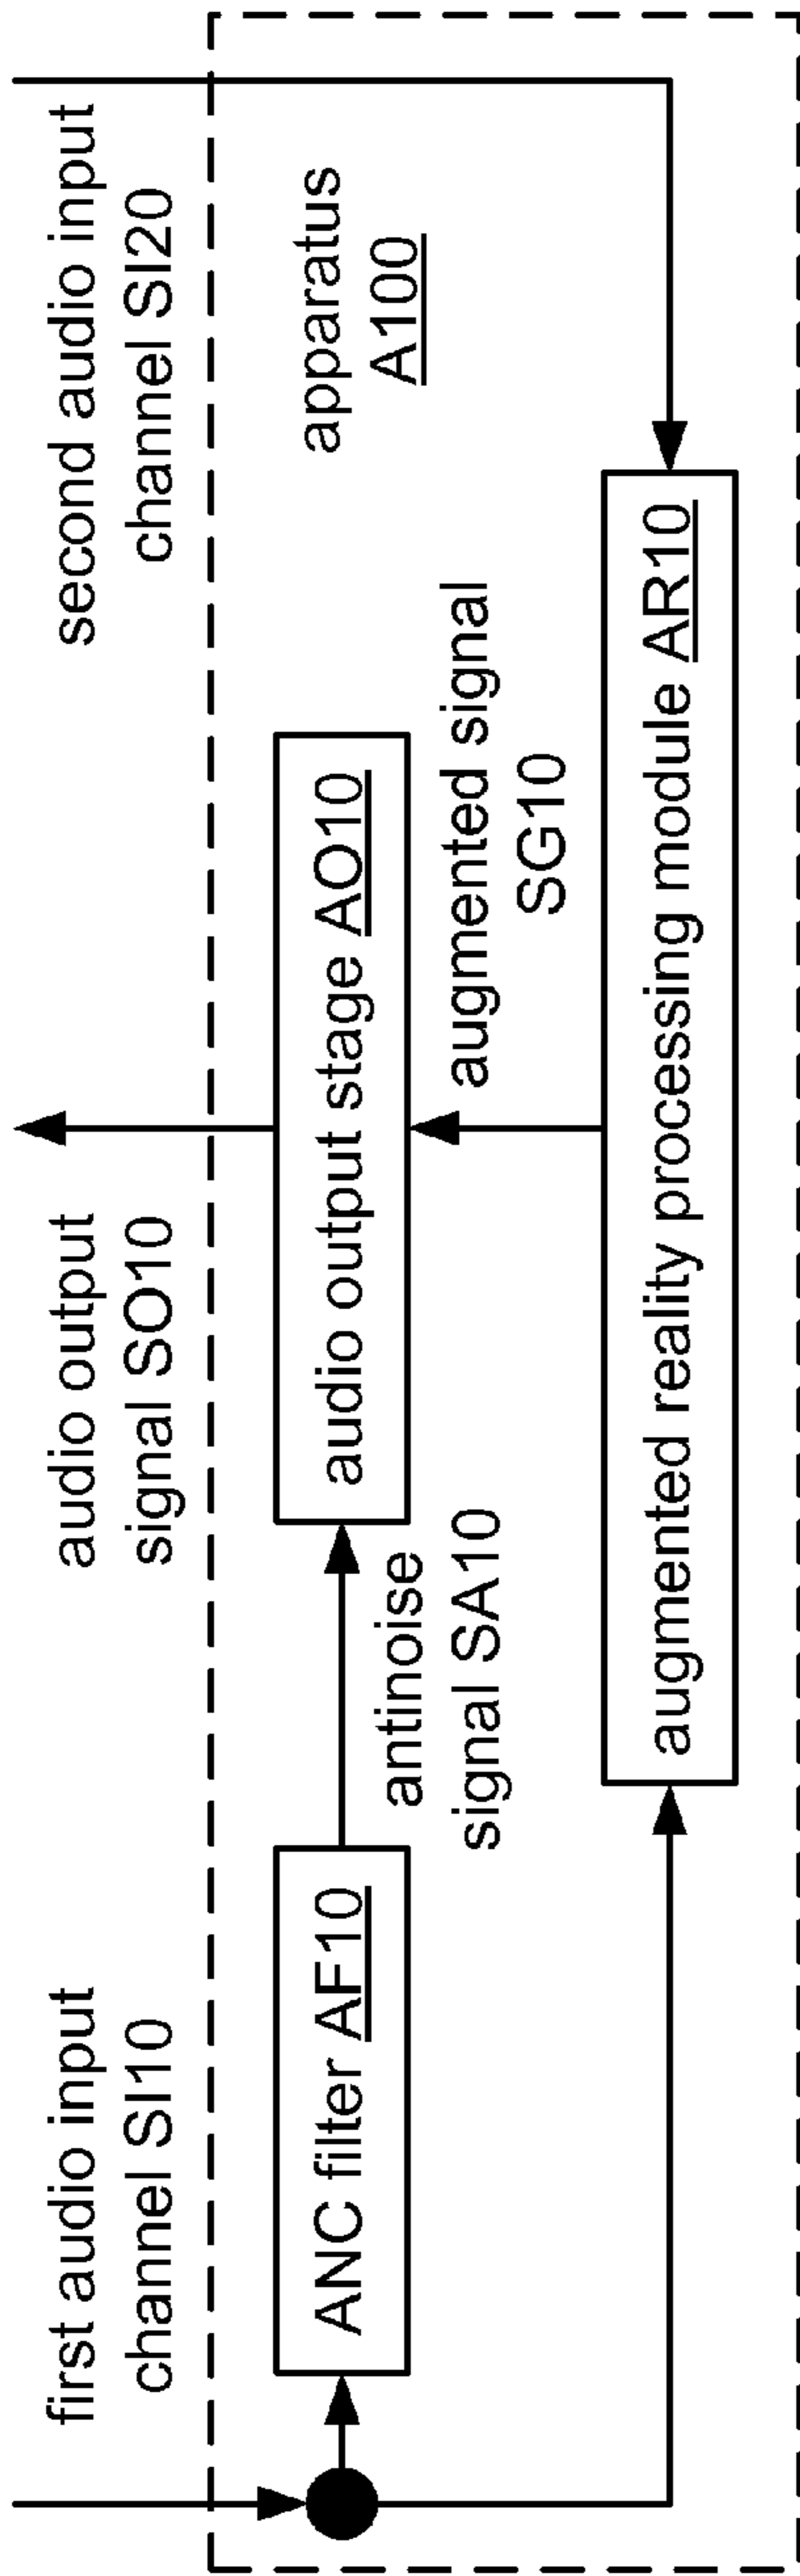 first audio input
channel SI10
audio output
signal SO10
second audio input
channel SI20
ANC filter AF10
antinoise
signal SA10
audio output stage AO10
apparatus
A100
augmented signal
SG10
augmented reality processing module AR10